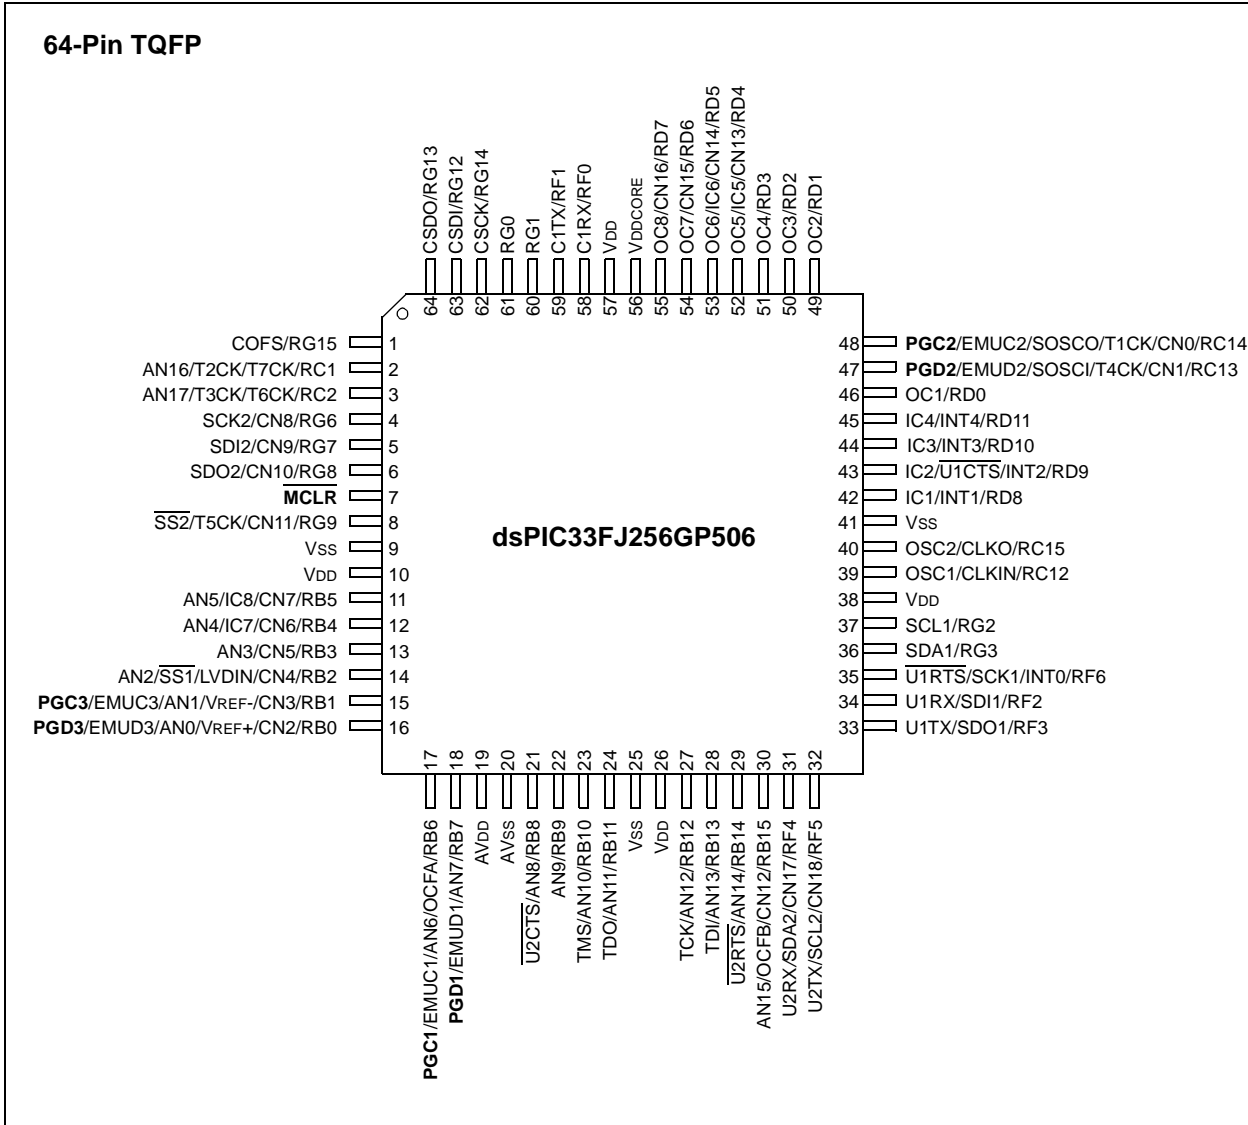 64-Pin TQFP
CSDO/RG13
CSDI/RG12
CSCK/RG14
RG0
RG1
C1TX/RF1
C1RX/RF0
VDD
VDDCORE
OC8/CN16/RD7
OC7/CN15/RD6
OC6/IC6/CN14/RD5
OC5/IC5/CN13/RD4
OC4/RD3
OC3/RD2
OC2/RD1
64 63 62 61 60 59 58 57 56 55 54 53 52 51 50 49
COFS/RG15 1
AN16/T2CK/T7CK/RC1 2
AN17/T3CK/T6CK/RC2 3
SCK2/CN8/RG6 4
SDI2/CN9/RG7 5
SDO2/CN10/RG8 6
MCLR 7
SS2/T5CK/CN11/RG9 8
VSS 9
VDD 10
AN5/IC8/CN7/RB5 11
AN4/IC7/CN6/RB4 12
AN3/CN5/RB3 13
AN2/SS1/LVDIN/CN4/RB2 14
PGC3/EMUC3/AN1/VREF-/CN3/RB1 15
PGD3/EMUD3/AN0/VREF+/CN2/RB0 16
dsPIC33FJ256GP506
48 PGC2/EMUC2/SOSCO/T1CK/CN0/RC14
47 PGD2/EMUD2/SOSCI/T4CK/CN1/RC13
46 OC1/RD0
45 IC4/INT4/RD11
44 IC3/INT3/RD10
43 IC2/U1CTS/INT2/RD9
42 IC1/INT1/RD8
41 VSS
40 OSC2/CLKO/RC15
39 OSC1/CLKIN/RC12
38 VDD
37 SCL1/RG2
36 SDA1/RG3
35 U1RTS/SCK1/INT0/RF6
34 U1RX/SDI1/RF2
33 U1TX/SDO1/RF3
17 18 19 20 21 22 23 24 25 26 27 28 29 30 31 32
PGC1/EMUC1/AN6/OCFA/RB6
PGD1/EMUD1/AN7/RB7
AVDD
AVSS
U2CTS/AN8/RB8
AN9/RB9
TMS/AN10/RB10
TDO/AN11/RB11
VSS
VDD
TCK/AN12/RB12
TDI/AN13/RB13
U2RTS/AN14/RB14
AN15/OCFB/CN12/RB15
U2RX/SDA2/CN17/RF4
U2TX/SCL2/CN18/RF5